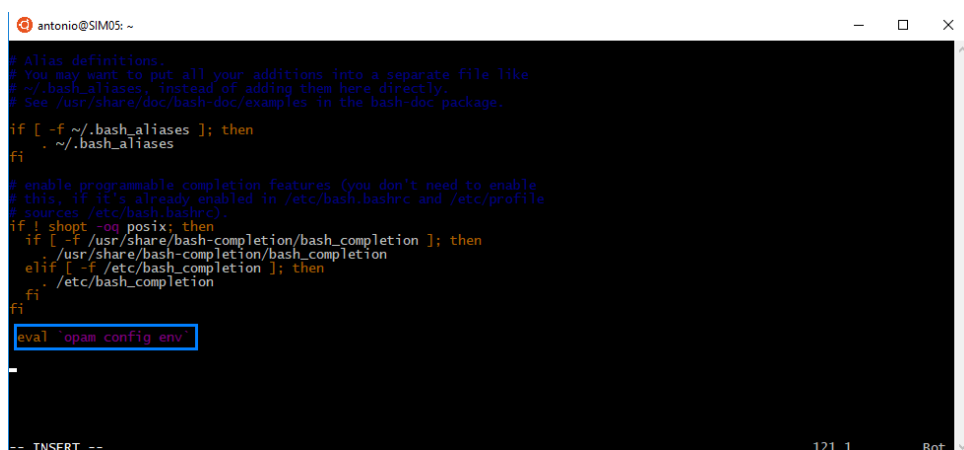 antonio@SIM05: ~
# Alias definitions.
# You may want to put all your additions into a separate file like
# ~/.bash_aliases, instead of adding them here directly.
# See /usr/share/doc/bash-doc/examples in the bash-doc package.
if [ -f ~/.bash_aliases ]; then
. ~/.bash_aliases
fi
# enable programmable completion features (you don't need to enable
# this, if it's already enabled in /etc/bash.bashrc and /etc/profile
# sources /etc/bash.bashrc).
if ! shopt -oq posix; then
if [ -f /usr/share/bash-completion/bash_completion ]; then
. /usr/share/bash-completion/bash_completion
elif [ -f /etc/bash_completion ]; then
. /etc/bash_completion
fi
fi
eval `opam config env`
-- INSERT -- 121,1 Bot